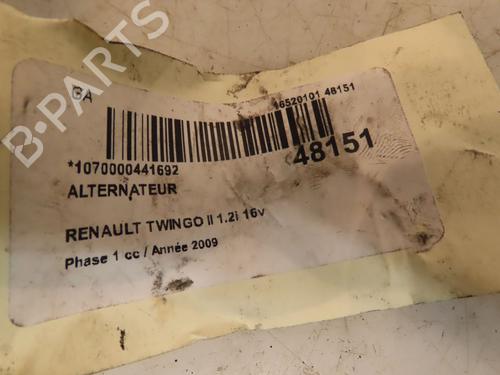 GA
16520101 48151
48151
*1070000441692
ALTERNATEUR
RENAULT TWINGO II 1.2i 16v
Phase 1 cc / Année 2009
B-PARTS